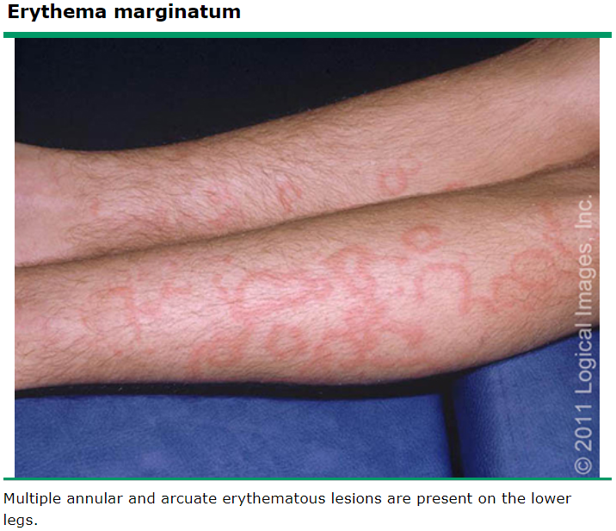 Erythema marginatum
© 2011 Logical Images, Inc.
Multiple annular and arcuate erythematous lesions are present on the lower
legs.